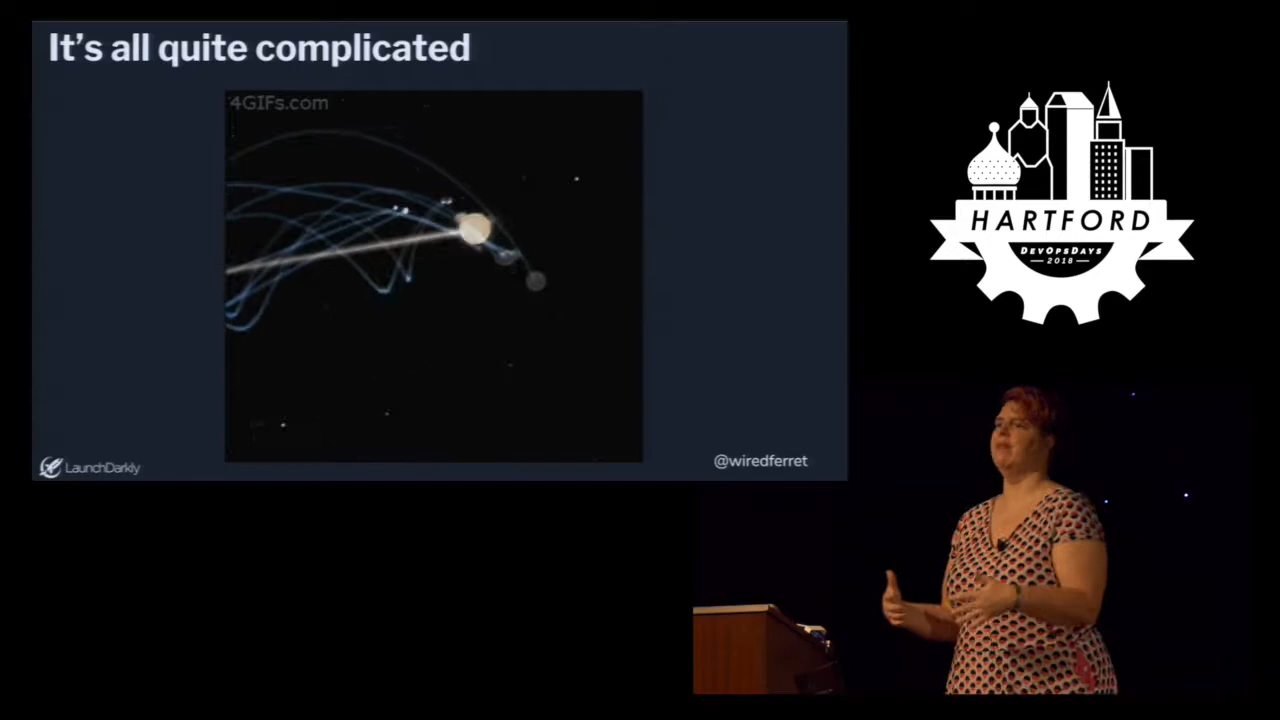 It's all quite complicated
4GIFs.com
LaunchDarkly
@wiredferret
HARTFORD
DEVOPSDAYS
2018